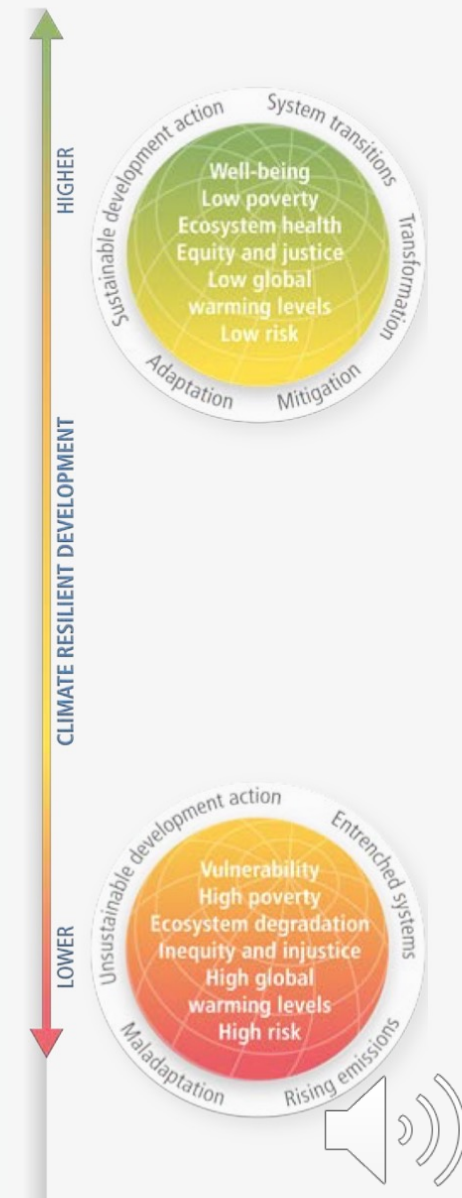 HIGHER
CLIMATE RESILIENT DEVELOPMENT
LOWER
Sustainable development action
System transitions
Transformation
Mitigation
Adaptation
Well-being
Low poverty
Ecosystem health
Equity and justice
Low global
warming levels
Low risk
Unsustainable development action
Entrenched systems
Rising emissions
Maladaptation
Vulnerability
High poverty
Ecosystem degradation
Inequity and injustice
High global
warming levels
High risk